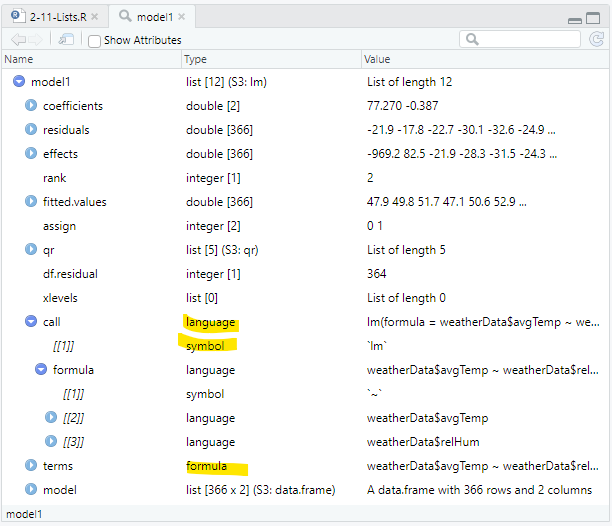 2-11-Lists.R model1
Show Attributes
Name Type Value
model1 list [12] (S3: lm) List of length 12
coefficients double [2] 77.270 -0.387
residuals double [366] -21.9 -17.8 -22.7 -30.1 -32.6 -24.9 ...
effects double [366] -969.2 82.5 -21.9 -28.3 -31.5 -24.3 ...
rank integer [1] 2
fitted.values double [366] 47.9 49.8 51.7 47.1 50.6 52.9 ...
assign integer [2] 0 1
qr list [5] (S3: qr) List of length 5
df.residual integer [1] 364
xlevels list [0] List of length 0
call language lm(formula = weatherData$avgTemp ~ we...
[[1]] symbol `lm`
formula language weatherData$avgTemp ~ weatherData$rel...
[[1]] symbol `~`
[[2]] language weatherData$avgTemp
[[3]] language weatherData$relHum
terms formula weatherData$avgTemp ~ weatherData$rel...
model list [366 x 2] (S3: data.frame) A data.frame with 366 rows and 2 columns
model1